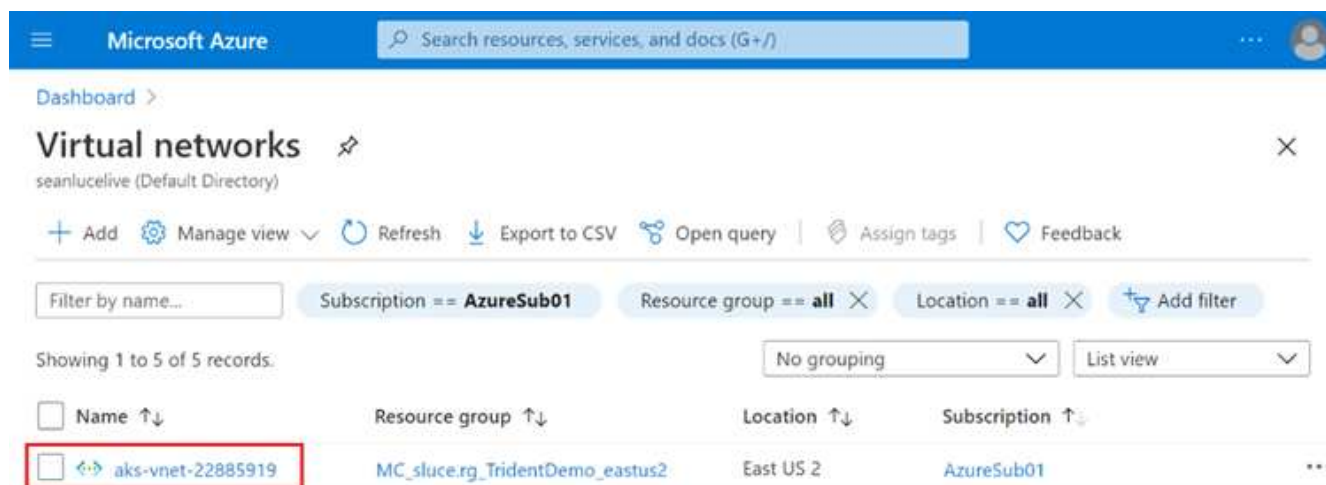 Microsoft Azure
Search resources, services, and docs (G+/)
Dashboard >
Virtual networks
seanlucelive (Default Directory)
Add Manage view Refresh Export to CSV Open query Assign tags Feedback
Filter by name... Subscription == AzureSub01 Resource group == all Location == all Add filter
Showing 1 to 5 of 5 records. No grouping List view
Name Resource group Location Subscription
aks-vnet-22885919 MC_sluce.rg_TridentDemo_eastus2 East US 2 AzureSub01